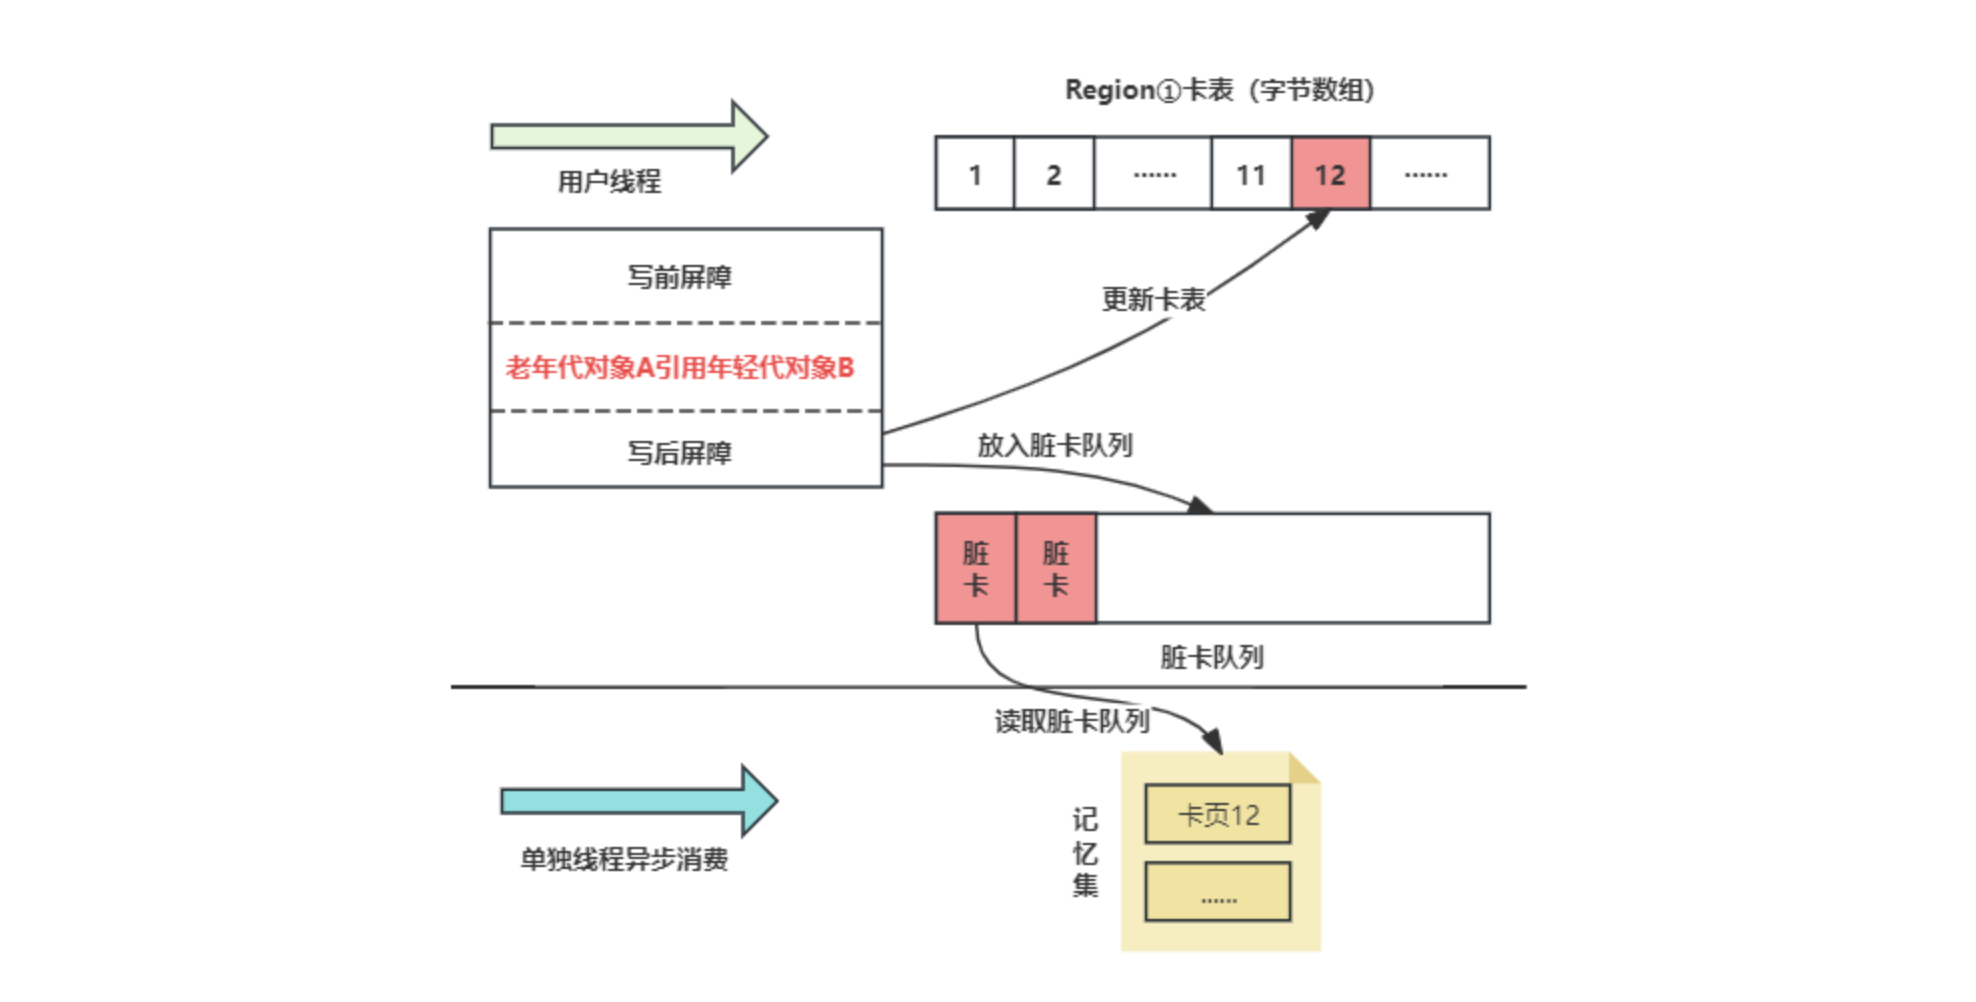 Region①卡表（字节数组）
用户线程
1 2 …… 11 12 ……
写前屏障
更新卡表
老年代对象A引用年轻代对象B
放入脏卡队列
写后屏障
脏卡
脏卡
脏卡队列
读取脏卡队列
单独线程异步消费
记忆集
卡页12
……